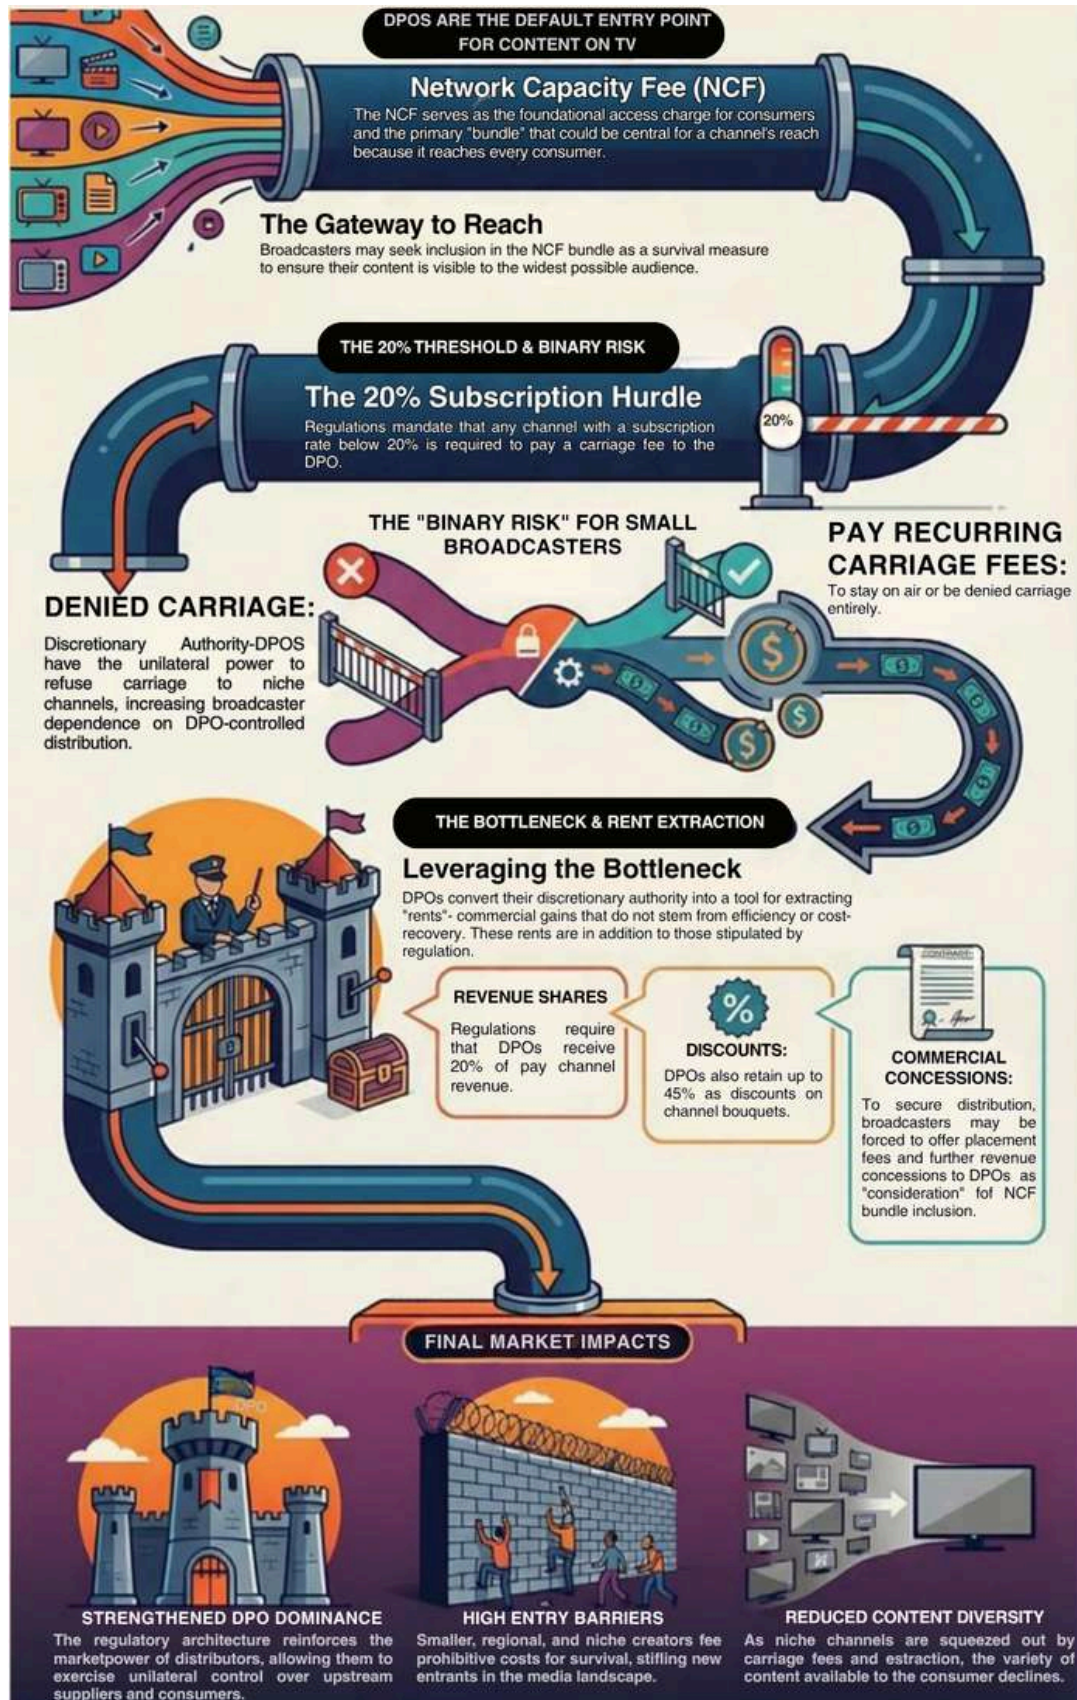 DPOS ARE THE DEFAULT ENTRY POINT
FOR CONTENT ON TV
Network Capacity Fee (NCF)
The NCF serves as the foundational access charge for consumers
and the primary "bundle" that could be central for a channel's reach
because it reaches every consumer.
The Gateway to Reach
Broadcasters may seek inclusion in the NCF bundle as a survival measure
to ensure their content is visible to the widest possible audience.
THE 20% THRESHOLD & BINARY RISK
The 20% Subscription Hurdle
Regulations mandate that any channel with a subscription
rate below 20% is required to pay a carriage fee to the
DPO.
20%
THE "BINARY RISK" FOR SMALL
BROADCASTERS
PAY RECURRING
CARRIAGE FEES:
To stay on air or be denied carriage
entirely.
DENIED CARRIAGE:
Discretionary Authority-DPOS
have the unilateral power to
refuse carriage to niche
channels, increasing broadcaster
dependence on DPO-controlled
distribution.
THE BOTTLENECK & RENT EXTRACTION
Leveraging the Bottleneck
DPOs convert their discretionary authority into a tool for extracting
"rents"- commercial gains that do not stem from efficiency or cost-
recovery. These rents are in addition to those stipulated by
regulation.
REVENUE SHARES
Regulations require
that DPOs receive
20% of pay channel
revenue.
%
DISCOUNTS:
DPOs also retain up to
45% as discounts on
channel bouquets.
CONTRACT
COMMERCIAL
CONCESSIONS:
To secure distribution,
broadcasters may be
forced to offer placement
fees and further revenue
concessions to DPOs as
"consideration" fof NCF
bundle inclusion.
FINAL MARKET IMPACTS
DPO
STRENGTHENED DPO DOMINANCE
The regulatory architecture reinforces the
marketpower of distributors, allowing them to
exercise unilateral control over upstream
suppliers and consumers.
HIGH ENTRY BARRIERS
Smaller, regional, and niche creators fee
prohibitive costs for survival, stifling new
entrants in the media landscape.
REDUCED CONTENT DIVERSITY
As niche channels are squeezed out by
carriage fees and estraction, the variety of
content available to the consumer declines.